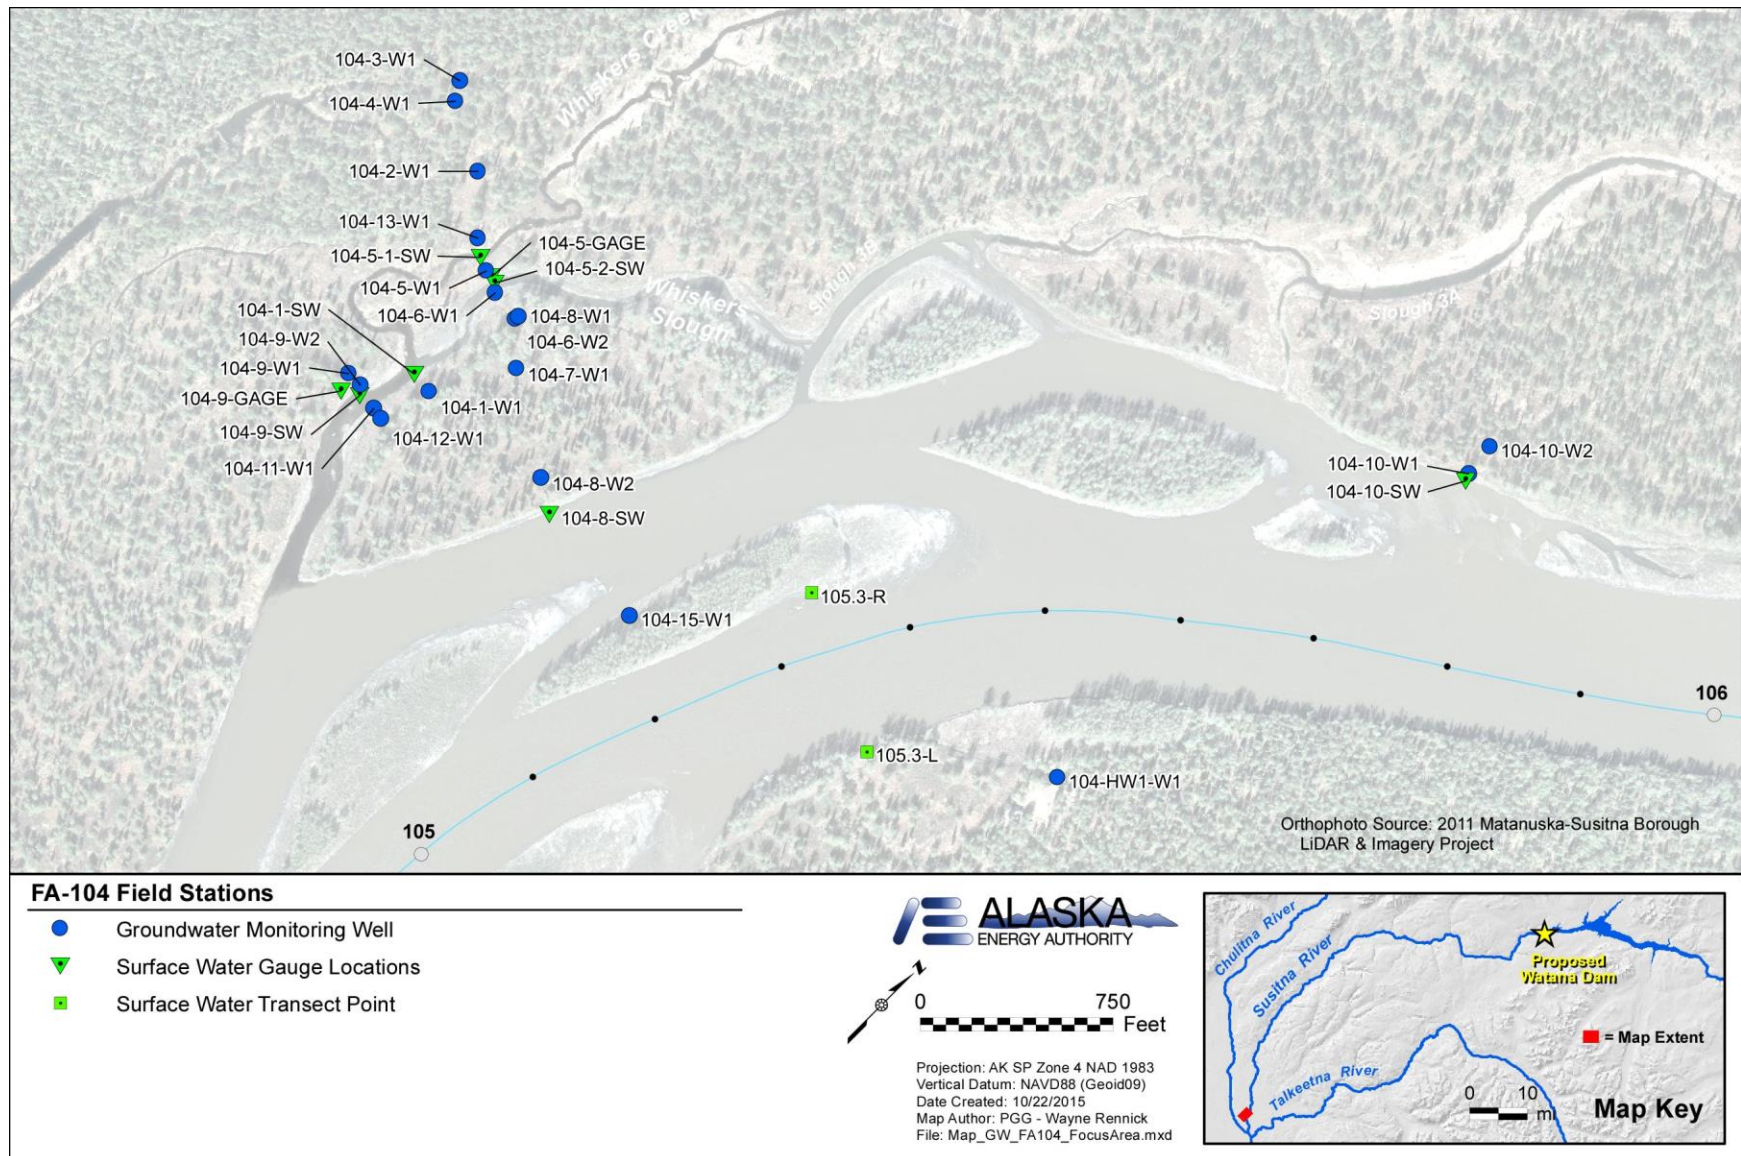 104-3-W1
104-4-W1
Whiskers Creek
104-2-W1
104-13-W1
104-5-GAGE
104-5-1-SW
104-5-2-SW
104-5-W1
104-1-SW
104-6-W1
104-8-W1
104-9-W2
104-6-W2
104-9-W1
104-7-W1
104-9-GAGE
104-1-W1
104-9-SW
104-12-W1
104-11-W1
Whiskers
Slough
Slough 3A
104-10-W2
104-10-W1
104-10-SW
104-8-W2
104-8-SW
105.3-R
104-15-W1
106
105.3-L
104-HW1-W1
105
Orthophoto Source: 2011 Matanuska-Susitna Borough
LiDAR & Imagery Project
FA-104 Field Stations
Groundwater Monitoring Well
Surface Water Gauge Locations
Surface Water Transect Point
ALASKA
ENERGY AUTHORITY
N
0 750
Feet
Projection: AK SP Zone 4 NAD 1983
Vertical Datum: NAVD88 (Geoid09)
Date Created: 10/22/2015
Map Author: PGG - Wayne Rennick
File: Map_GW_FA104_FocusArea.mxd
Chulitna River
Susitna River
Proposed
Watana Dam
= Map Extent
Talkeetna River
0 10
mi
Map Key